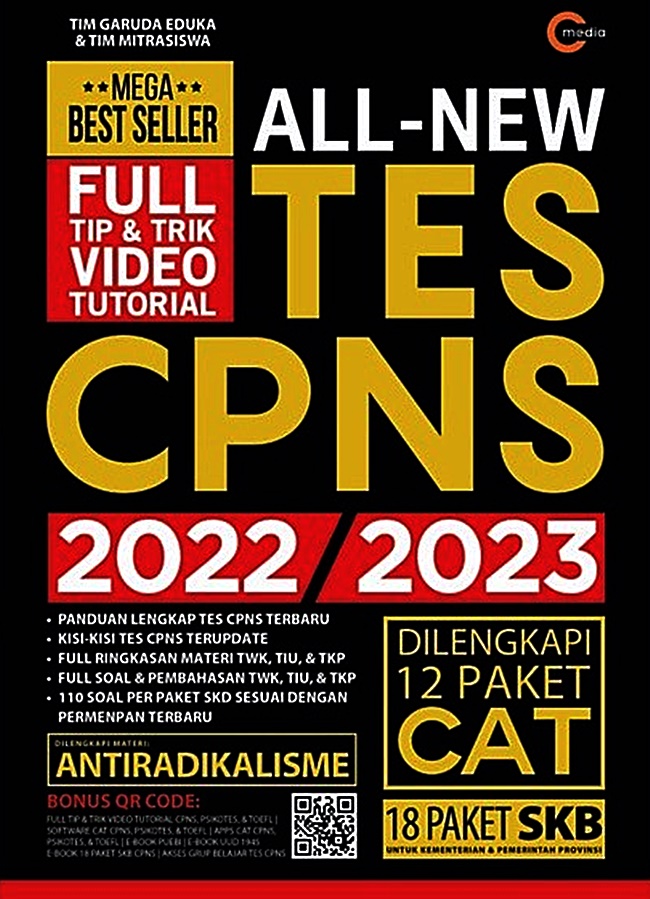 TIM GARUDA EDUKA
& TIM MITRASISWA
C media
MEGA
BEST SELLER
FULL
TIP & TRIK
VIDEO
TUTORIAL
ALL-NEW
TES
CPNS
2022/2023
• PANDUAN LENGKAP TES CPNS TERBARU
• KISI-KISI TES CPNS TERUPDATE
• FULL RINGKASAN MATERI TWK, TIU, & TKP
• FULL SOAL & PEMBAHASAN TWK, TIU, & TKP
• 110 SOAL PER PAKET SKD SESUAI DENGAN
PERMENPAN TERBARU
DILENGKAPI MATERI:
ANTIRADIKALISME
BONUS QR CODE:
FULL TIP & TRIK VIDEO TUTORIAL CPNS, PSIKOTES, & TOEFL |
SOFTWARE CAT CPNS, PSIKOTES, & TOEFL | APPS CAT CPNS,
PSIKOTES, & TOEFL | E-BOOK PUEBI | E-BOOK UUD 1945
E-BOOK 18 PAKET SKB CPNS | AKSES GRUP BELAJAR TES CPNS
DILENGKAPI
12 PAKET
CAT
18 PAKET SKB
UNTUK KEMENTERIAN & PEMERINTAH PROVINSI